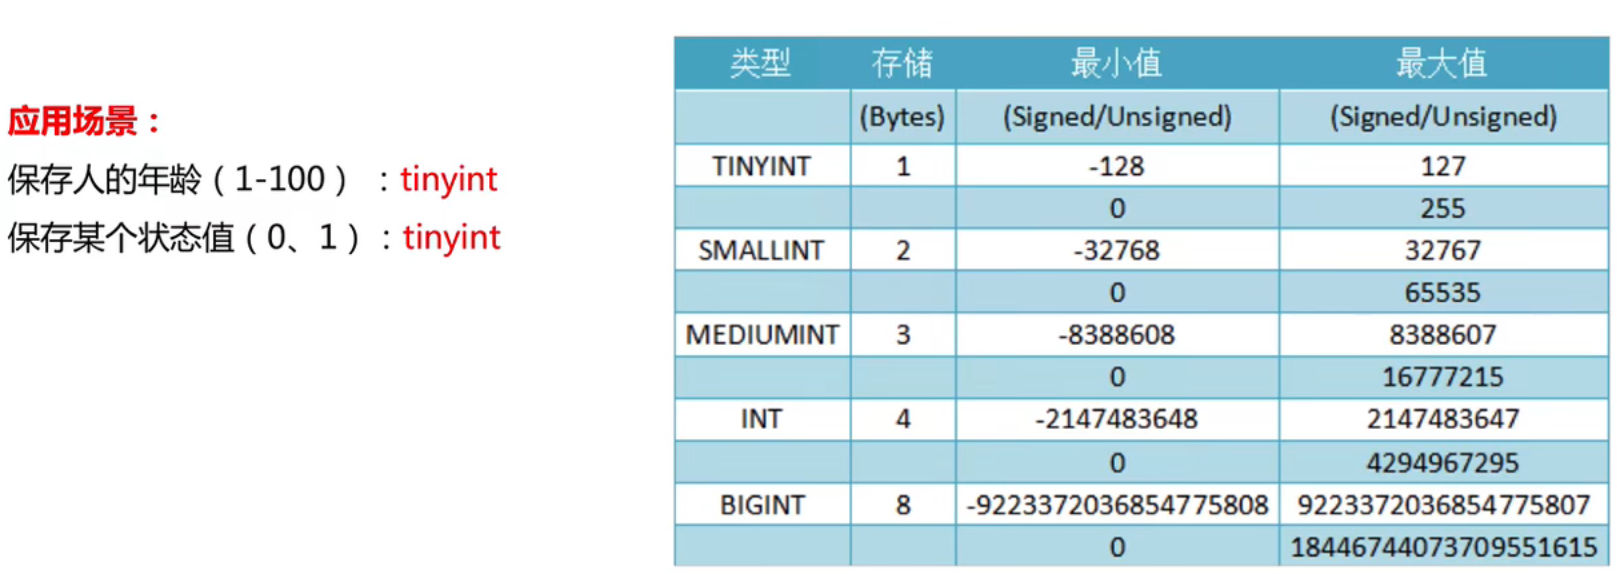 应用场景：
保存人的年龄（1-100） ：tinyint
保存某个状态值（0、1）：tinyint
类型 存储 最小值 最大值
(Bytes) (Signed/Unsigned) (Signed/Unsigned)
TINYINT 1 -128 127
0 255
SMALLINT 2 -32768 32767
0 65535
MEDIUMINT 3 -8388608 8388607
0 16777215
INT 4 -2147483648 2147483647
0 4294967295
BIGINT 8 -9223372036854775808 9223372036854775807
0 18446744073709551615